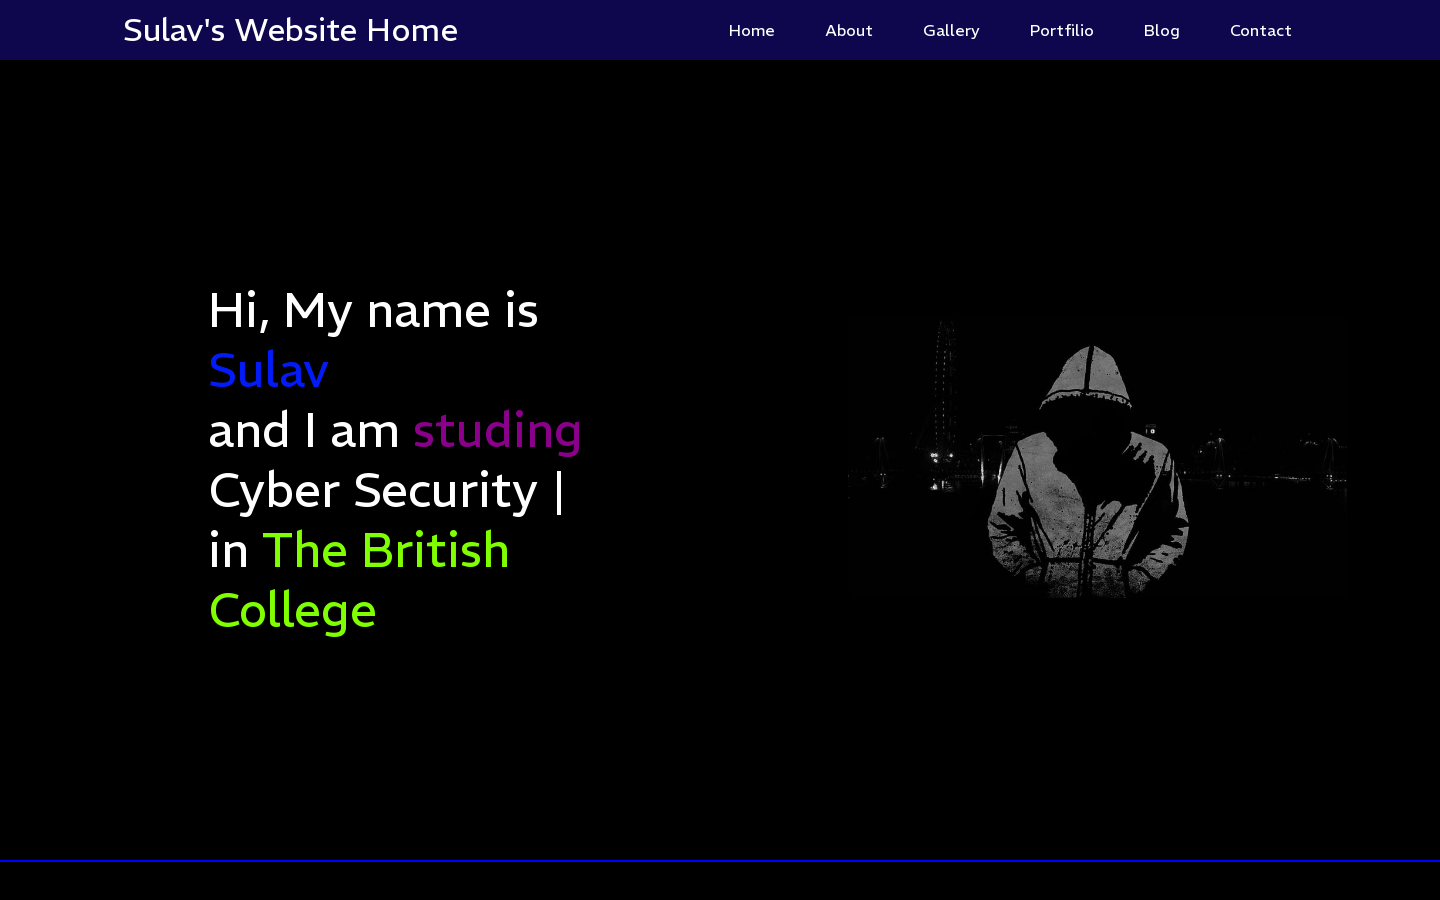 Sulav's Website Home
Home
About
Gallery
Portfilio
Blog
Contact
Hi, My name is
Sulav
and I am studing
Cyber Security |
in The British
College